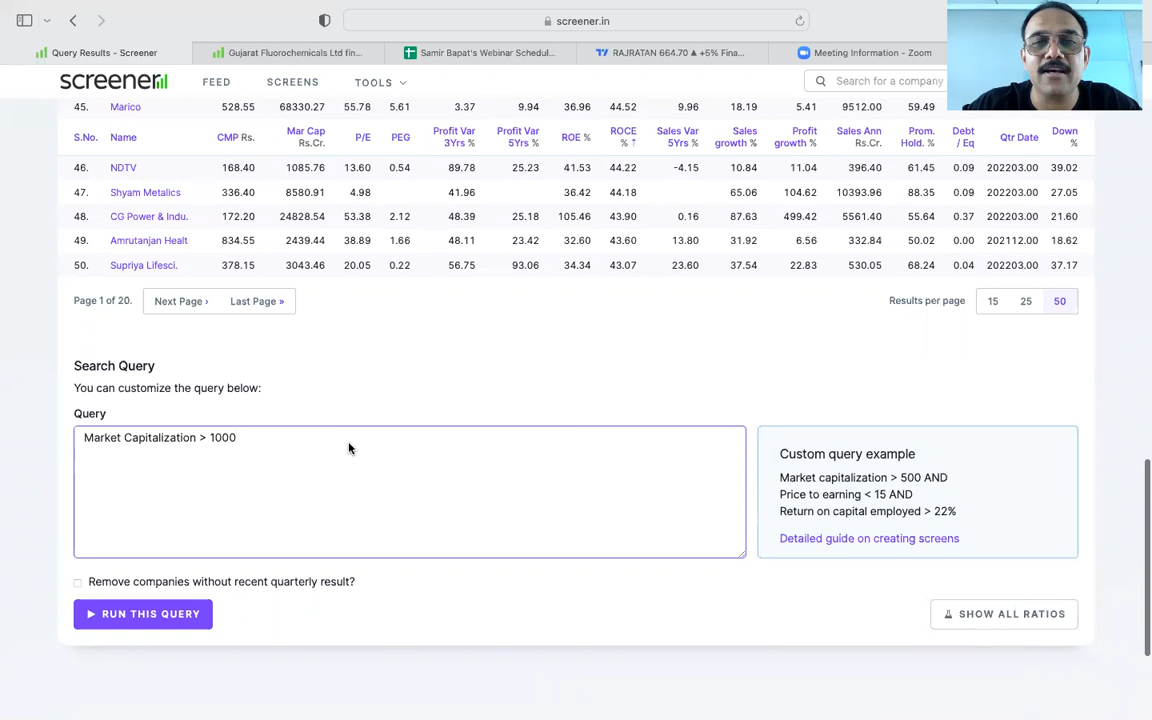 screener.in
Query Results - Screener
Gujarat Fluorochemicals Ltd fin...
Samir Bapat's Webinar Schedul...
RAJRATAN 664.70 ▲ +5% Fina...
Meeting Information - Zoom
screener
FEED
SCREENS
TOOLS
Search for a company
45. Marico 528.55 68330.27 55.78 5.61 3.37 9.94 36.96 44.52 9.96 18.19 5.41 9512.00 59.49
S.No. Name CMP Rs. Mar Cap Rs.Cr. P/E PEG Profit Var 3Yrs % Profit Var 5Yrs % ROE % ROCE % ↑ Sales Var 5Yrs % Sales growth % Profit growth % Sales Ann Rs.Cr. Prom. Hold. % Debt / Eq Qtr Date Down %
46. NDTV 168.40 1085.76 13.60 0.54 89.78 25.23 41.53 44.22 -4.15 10.84 11.04 396.40 61.45 0.09 202203.00 39.02
47. Shyam Metalics 336.40 8580.91 4.98 41.96 36.42 44.18 65.06 104.62 10393.96 88.35 0.09 202203.00 27.05
48. CG Power & Indu. 172.20 24828.54 53.38 2.12 48.39 25.18 105.46 43.90 0.16 87.63 499.42 5561.40 55.64 0.37 202203.00 21.60
49. Amrutanjan Healt 834.55 2439.44 38.89 1.66 48.11 23.42 32.60 43.60 13.80 31.92 6.56 332.84 50.02 0.00 202112.00 18.62
50. Supriya Lifesci. 378.15 3043.46 20.05 0.22 56.75 93.06 34.34 43.07 23.60 37.54 22.83 530.05 68.24 0.04 202203.00 37.17
Page 1 of 20. Next Page › Last Page » Results per page 15 25 50
Search Query
You can customize the query below:
Query
Market Capitalization > 1000
Custom query example
Market capitalization > 500 AND
Price to earning < 15 AND
Return on capital employed > 22%
Detailed guide on creating screens
Remove companies without recent quarterly result?
RUN THIS QUERY
SHOW ALL RATIOS